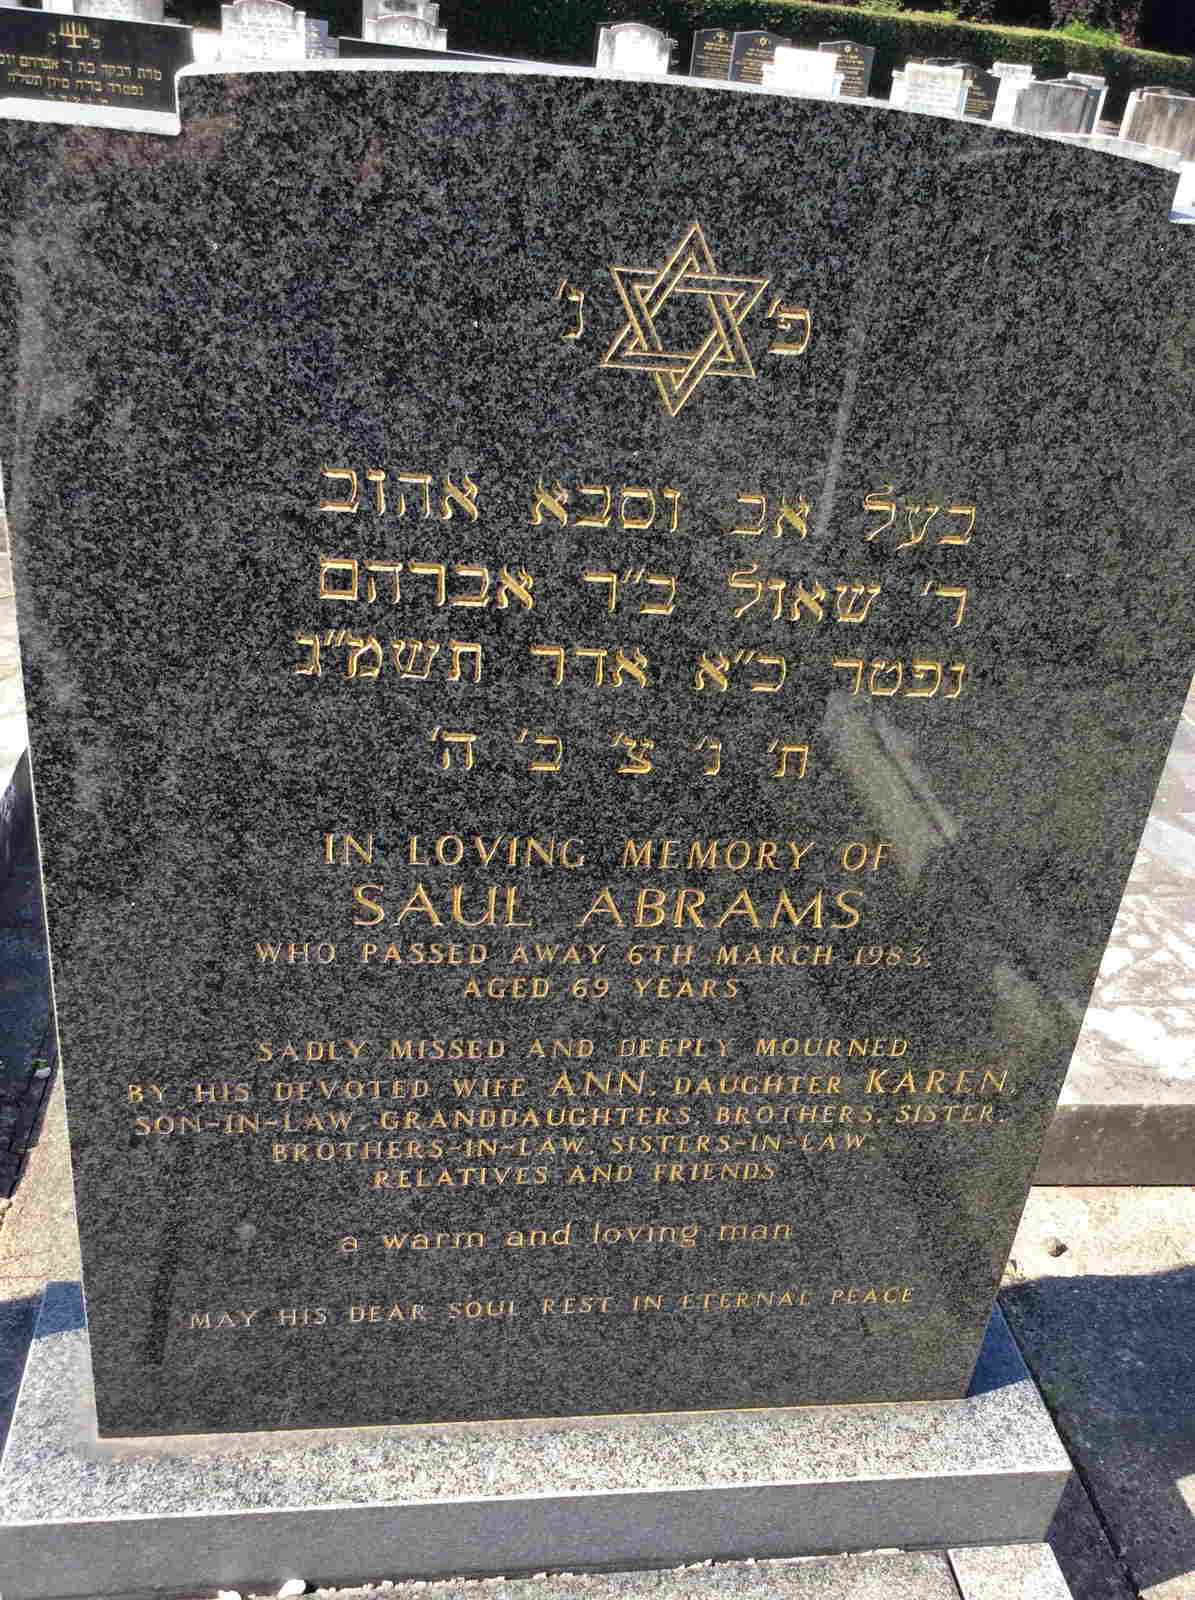 פ' נ'
בעל אב וסבא אהוב
ר' שאול ב"ר אברהם
נפטר כ"א אדר תשמ"ג
ת' נ' צ' ב' ה'
IN LOVING MEMORY OF
SAUL ABRAMS
WHO PASSED AWAY 6TH MARCH 1983.
AGED 69 YEARS
SADLY MISSED AND DEEPLY MOURNED
BY HIS DEVOTED WIFE ANN, DAUGHTER KAREN,
SON-IN-LAW, GRANDDAUGHTERS, BROTHERS, SISTER,
BROTHERS-IN-LAW, SISTERS-IN-LAW,
RELATIVES AND FRIENDS
a warm and loving man
MAY HIS DEAR SOUL REST IN ETERNAL PEACE